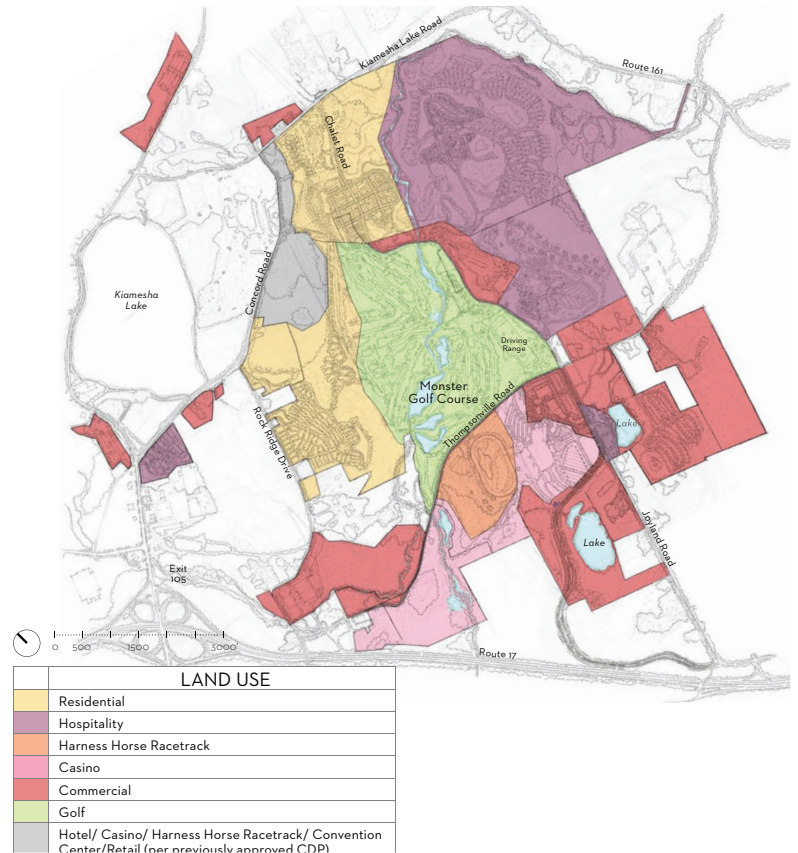 Kiamesha Lake Road
Route 161
Chalet Road
Concord Road
Kiamesha
Lake
Driving
Range
Monster
Golf Course
Thompsonville Road
Rock Ridge Drive
Lake
Lake
Joyland Road
Exit
105
0 500 1500 3000
Route 17
LAND USE
Residential
Hospitality
Harness Horse Racetrack
Casino
Commercial
Golf
Hotel/ Casino/ Harness Horse Racetrack/ Convention
Center/Retail (per previously approved CDP)